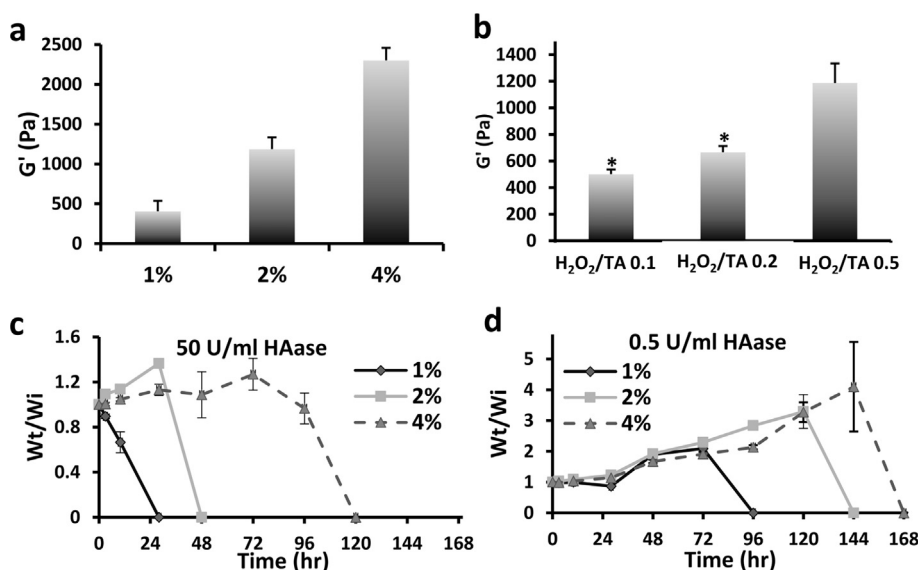 a
2500
2000
1500
1000
500
0
G' (Pa)
1%
2%
4%
b
1400
1200
1000
800
600
400
200
0
G' (Pa)
*
*
H₂O₂/TA 0.1
H₂O₂/TA 0.2
H₂O₂/TA 0.5
c
50 U/ml HAase
1.6
1.2
0.8
0.4
0
Wt/Wi
1%
2%
4%
0 24 48 72 96 120 144 168
Time (hr)
d
0.5 U/ml HAase
5
4
3
2
1
0
Wt/Wi
1%
2%
4%
0 24 48 72 96 120 144 168
Time (hr)